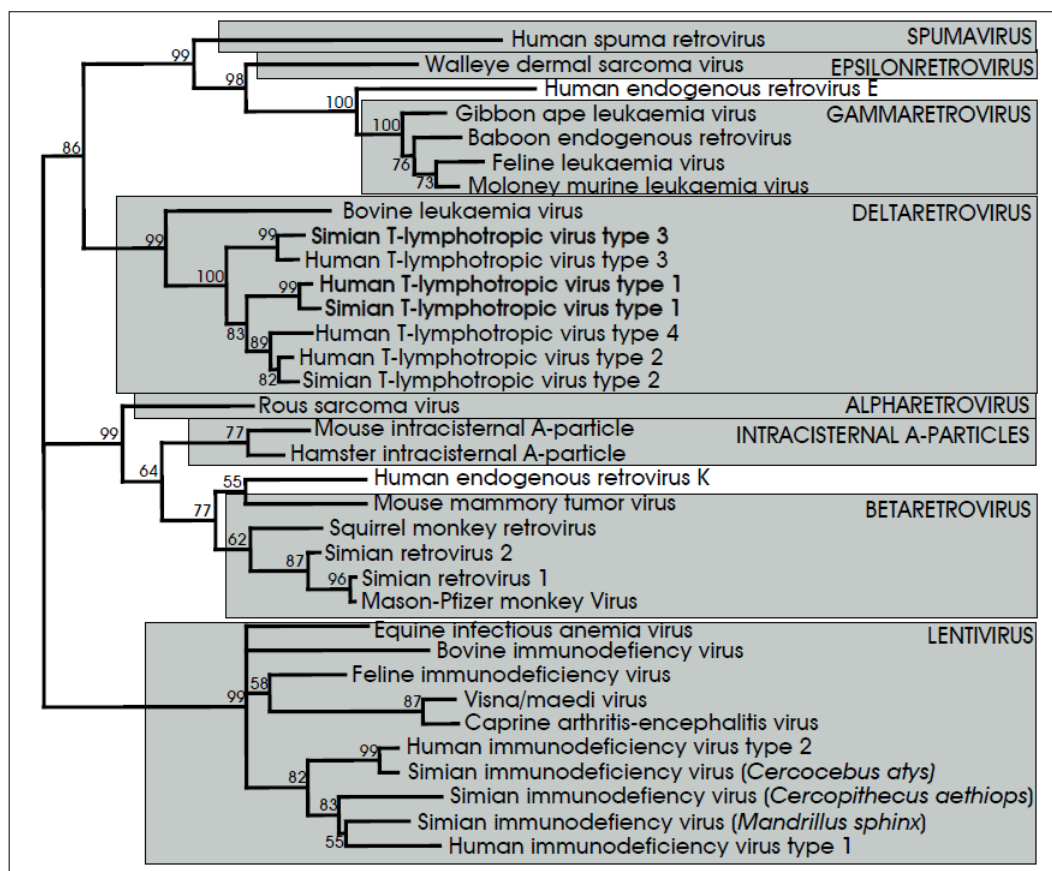 99 Human spuma retrovirus SPUMAVIRUS
98 Walleye dermal sarcoma virus EPSILONRETROVIRUS
100 Human endogenous retrovirus E
100 Gibbon ape leukaemia virus GAMMARETROVIRUS
Baboon endogenous retrovirus
86 76 Feline leukaemia virus
73 Moloney murine leukaemia virus
Bovine leukaemia virus DELTARETROVIRUS
99 99 Simian T-lymphotropic virus type 3
Human T-lymphotropic virus type 3
100 99 Human T-lymphotropic virus type 1
Simian T-lymphotropic virus type 1
83 89 Human T-lymphotropic virus type 4
Human T-lymphotropic virus type 2
82 Simian T-lymphotropic virus type 2
Rous sarcoma virus ALPHARETROVIRUS
99 77 Mouse intracisternal A-particle INTRACISTERNAL A-PARTICLES
Hamster intracisternal A-particle
64 55 Human endogenous retrovirus K
77 Mouse mammary tumor virus BETARETROVIRUS
62 Squirrel monkey retrovirus
87 Simian retrovirus 2
96 Simian retrovirus 1
Mason-Pfizer monkey Virus
Equine infectious anemia virus LENTIVIRUS
Bovine immunodefiency virus
99 58 Feline immunodeficiency virus
87 Visna/maedi virus
Caprine arthritis-encephalitis virus
99 Human immunodeficiency virus type 2
82 Simian immunodeficiency virus (Cercocebus atys)
83 Simian immunodefiency virus (Cercopithecus aethiops)
Simian immunodefiency virus (Mandrillus sphinx)
55 Human immunodeficiency virus type 1